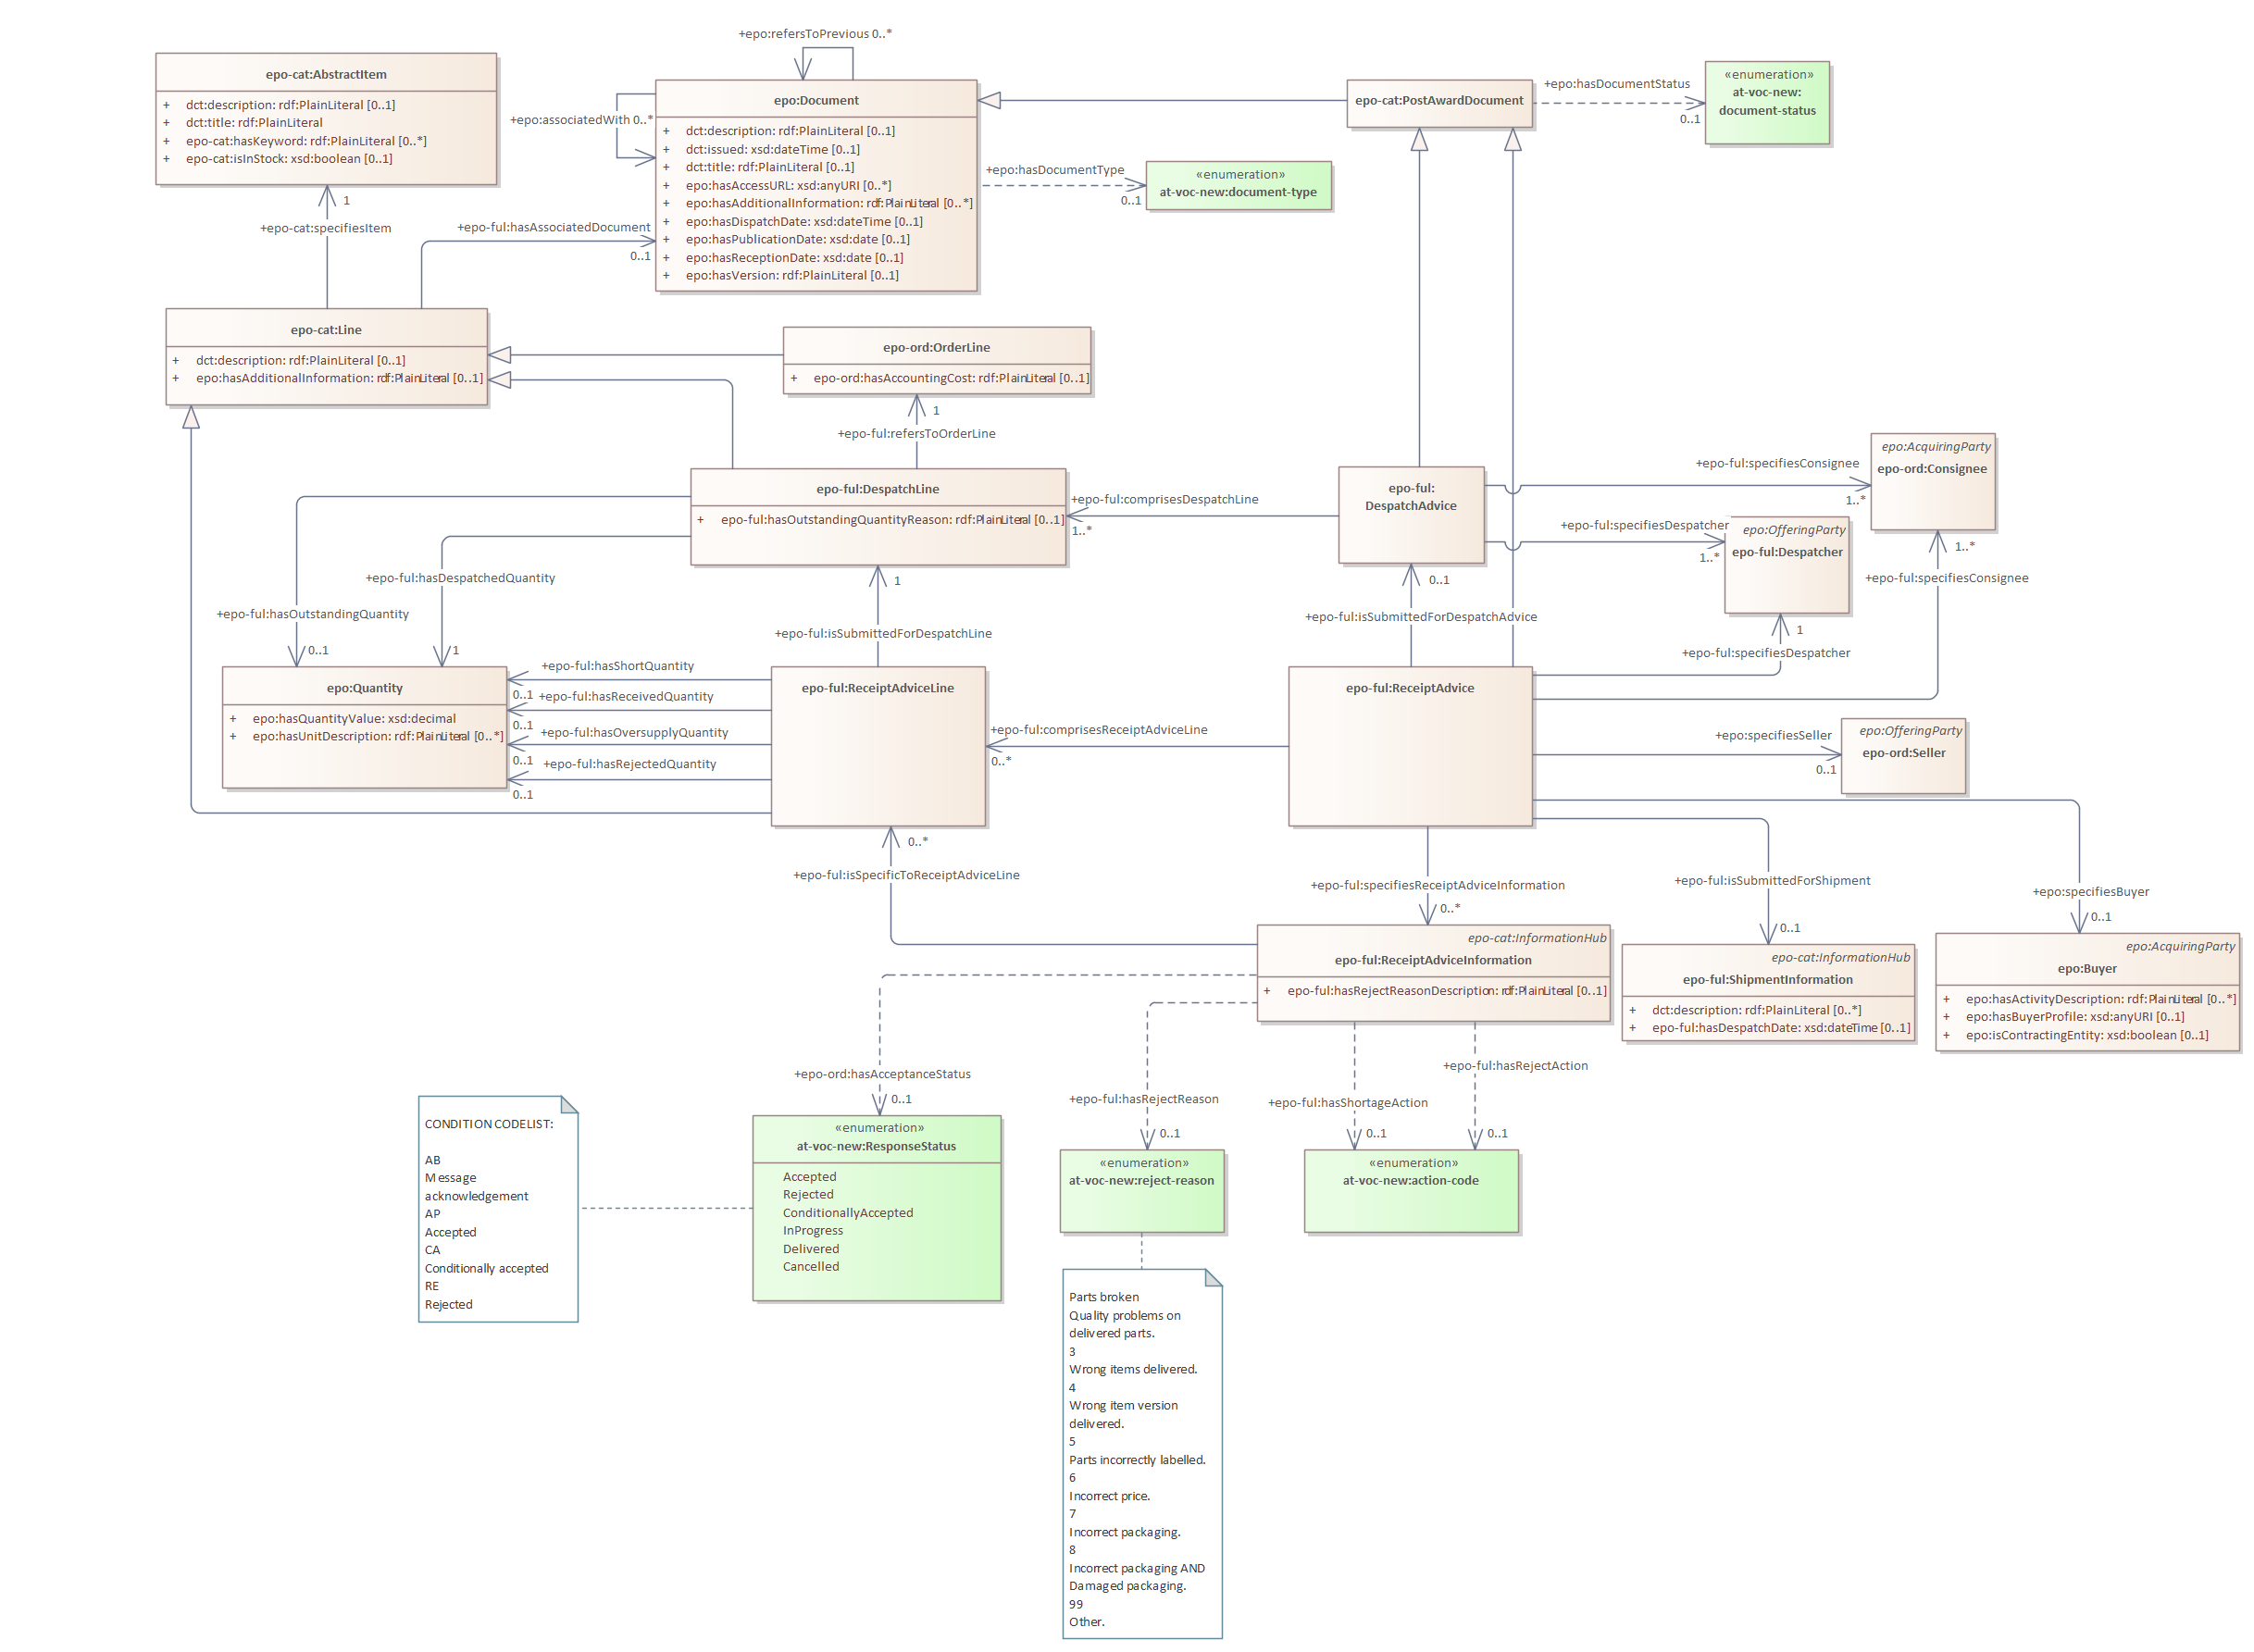 +epo:refersToPrevious 0..*
epo-cat:AbstractItem
+ dct:description: rdf:PlainLiteral [0..1]
+ dct:title: rdf:PlainLiteral
+ epo-cat:hasKeyword: rdf:PlainLiteral [0..*]
+ epo-cat:isInStock: xsd:boolean [0..1]
epo:Document
+ dct:description: rdf:PlainLiteral [0..1]
+ dct:issued: xsd:dateTime [0..1]
+ dct:title: rdf:PlainLiteral [0..1]
+ epo:hasAccessURL: xsd:anyURI [0..*]
+ epo:hasAdditionalInformation: rdf:PlainLiteral [0..*]
+ epo:hasDispatchDate: xsd:dateTime [0..1]
+ epo:hasPublicationDate: xsd:date [0..1]
+ epo:hasReceptionDate: xsd:date [0..1]
+ epo:hasVersion: rdf:PlainLiteral [0..1]
+epo:associatedWith 0..*
epo-cat:PostAwardDocument
+epo:hasDocumentStatus
0..1
«enumeration»
at-voc-new:
document-status
+epo:hasDocumentType
0..1
«enumeration»
at-voc-new:document-type
1
+epo-cat:specifiesItem
+epo-ful:hasAssociatedDocument
0..1
epo-cat:Line
+ dct:description: rdf:PlainLiteral [0..1]
+ epo:hasAdditionalInformation: rdf:PlainLiteral [0..1]
epo-ord:OrderLine
+ epo-ord:hasAccountingCost: rdf:PlainLiteral [0..1]
1
+epo-ful:refersToOrderLine
epo-ful:DespatchLine
+ epo-ful:hasOutstandingQuantityReason: rdf:PlainLiteral [0..1]
+epo-ful:comprisesDespatchLine
1..*
epo-ful:
DespatchAdvice
+epo-ful:specifiesConsignee
1..*
epo:AcquiringParty
epo-ord:Consignee
+epo-ful:specifiesDespatcher
1..*
epo:OfferingParty
epo-ful:Despatcher
1..*
+epo-ful:specifiesConsignee
+epo-ful:hasDespatchedQuantity
1
+epo-ful:hasOutstandingQuantity
0..1
1
+epo-ful:isSubmittedForDespatchLine
0..1
+epo-ful:isSubmittedForDespatchAdvice
1
+epo-ful:specifiesDespatcher
epo:Quantity
+ epo:hasQuantityValue: xsd:decimal
+ epo:hasUnitDescription: rdf:PlainLiteral [0..*]
+epo-ful:hasShortQuantity
0..1
+epo-ful:hasReceivedQuantity
0..1
+epo-ful:hasOversupplyQuantity
0..1
+epo-ful:hasRejectedQuantity
0..1
epo-ful:ReceiptAdviceLine
+epo-ful:comprisesReceiptAdviceLine
0..*
epo-ful:ReceiptAdvice
+epo:specifiesSeller
0..1
epo:OfferingParty
epo-ord:Seller
0..*
+epo-ful:isSpecificToReceiptAdviceLine
+epo-ful:specifiesReceiptAdviceInformation
0..*
+epo-ful:isSubmittedForShipment
0..1
+epo:specifiesBuyer
0..1
epo-cat:InformationHub
epo-ful:ReceiptAdviceInformation
+ epo-ful:hasRejectReasonDescription: rdf:PlainLiteral [0..1]
epo-cat:InformationHub
epo-ful:ShipmentInformation
+ dct:description: rdf:PlainLiteral [0..*]
+ epo-ful:hasDespatchDate: xsd:dateTime [0..1]
epo:AcquiringParty
epo:Buyer
+ epo:hasActivityDescription: rdf:PlainLiteral [0..*]
+ epo:hasBuyerProfile: xsd:anyURI [0..1]
+ epo:isContractingEntity: xsd:boolean [0..1]
+epo-ord:hasAcceptanceStatus
0..1
+epo-ful:hasRejectReason
0..1
+epo-ful:hasShortageAction
0..1
+epo-ful:hasRejectAction
0..1
CONDITION CODELIST:
AB
Message
acknowledgement
AP
Accepted
CA
Conditionally accepted
RE
Rejected
«enumeration»
at-voc-new:ResponseStatus
Accepted
Rejected
ConditionallyAccepted
InProgress
Delivered
Cancelled
«enumeration»
at-voc-new:reject-reason
«enumeration»
at-voc-new:action-code
Parts broken
Quality problems on
delivered parts.
3
Wrong items delivered.
4
Wrong item version
delivered.
5
Parts incorrectly labelled.
6
Incorrect price.
7
Incorrect packaging.
8
Incorrect packaging AND
Damaged packaging.
99
Other.